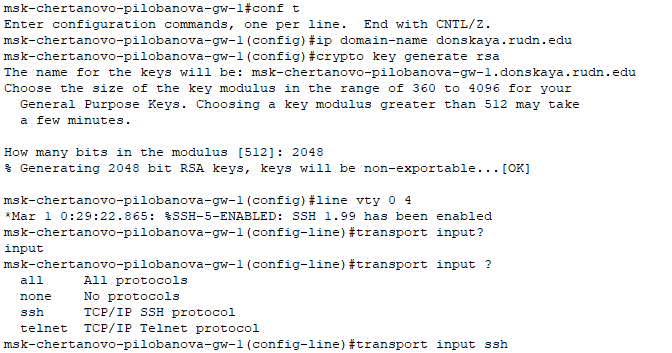 msk-chertanovo-pilobanova-gw-1#conf t
Enter configuration commands, one per line.  End with CNTL/Z.
msk-chertanovo-pilobanova-gw-1(config)#ip domain-name donskaya.rudn.edu
msk-chertanovo-pilobanova-gw-1(config)#crypto key generate rsa
The name for the keys will be: msk-chertanovo-pilobanova-gw-1.donskaya.rudn.edu
Choose the size of the key modulus in the range of 360 to 4096 for your
  General Purpose Keys. Choosing a key modulus greater than 512 may take
  a few minutes.

How many bits in the modulus [512]: 2048
% Generating 2048 bit RSA keys, keys will be non-exportable...[OK]

msk-chertanovo-pilobanova-gw-1(config)#line vty 0 4
*Mar 1 0:29:22.865: %SSH-5-ENABLED: SSH 1.99 has been enabled
msk-chertanovo-pilobanova-gw-1(config-line)#transport input?
input
msk-chertanovo-pilobanova-gw-1(config-line)#transport input ?
  all     All protocols
  none    No protocols
  ssh     TCP/IP SSH protocol
  telnet  TCP/IP Telnet protocol
msk-chertanovo-pilobanova-gw-1(config-line)#transport input ssh